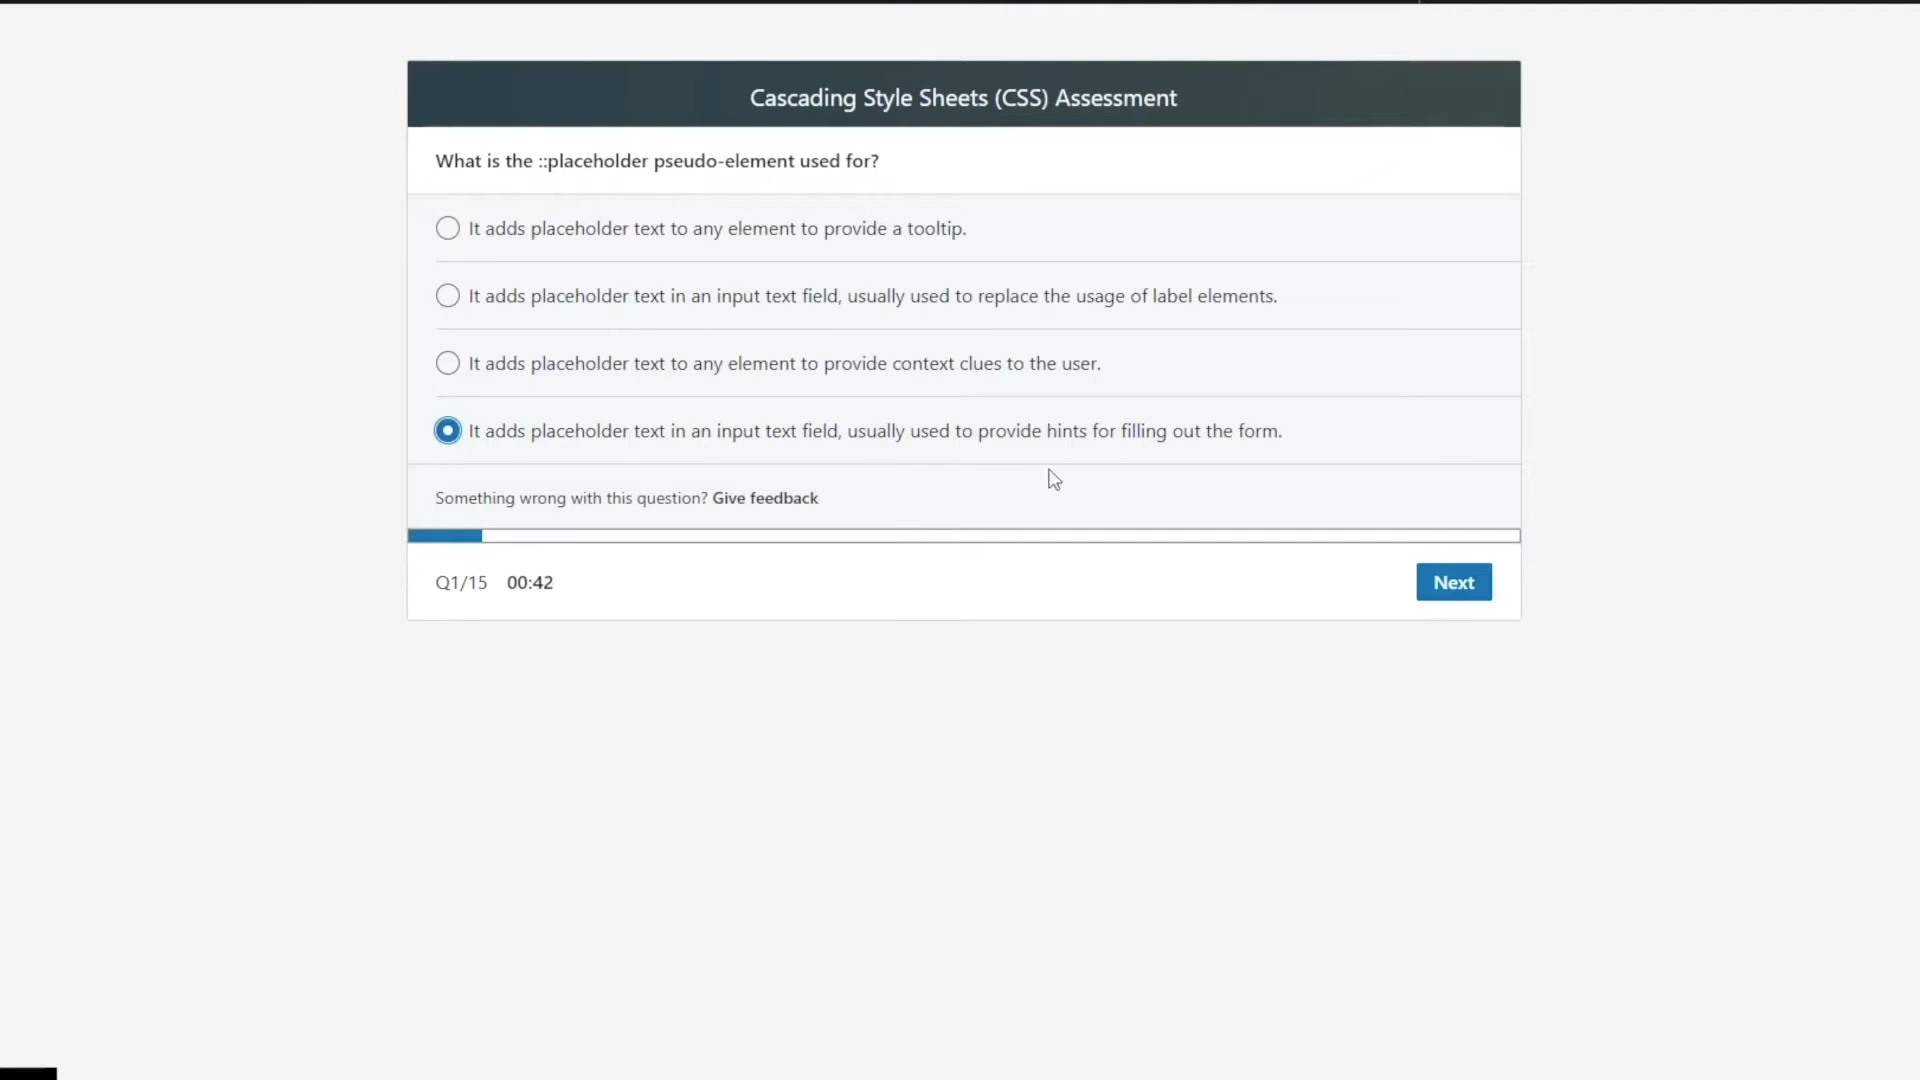 Cascading Style Sheets (CSS) Assessment
What is the ::placeholder pseudo-element used for?
It adds placeholder text to any element to provide a tooltip.
It adds placeholder text in an input text field, usually used to replace the usage of label elements.
It adds placeholder text to any element to provide context clues to the user.
It adds placeholder text in an input text field, usually used to provide hints for filling out the form.
Something wrong with this question? Give feedback
Q1/15 00:42
Next